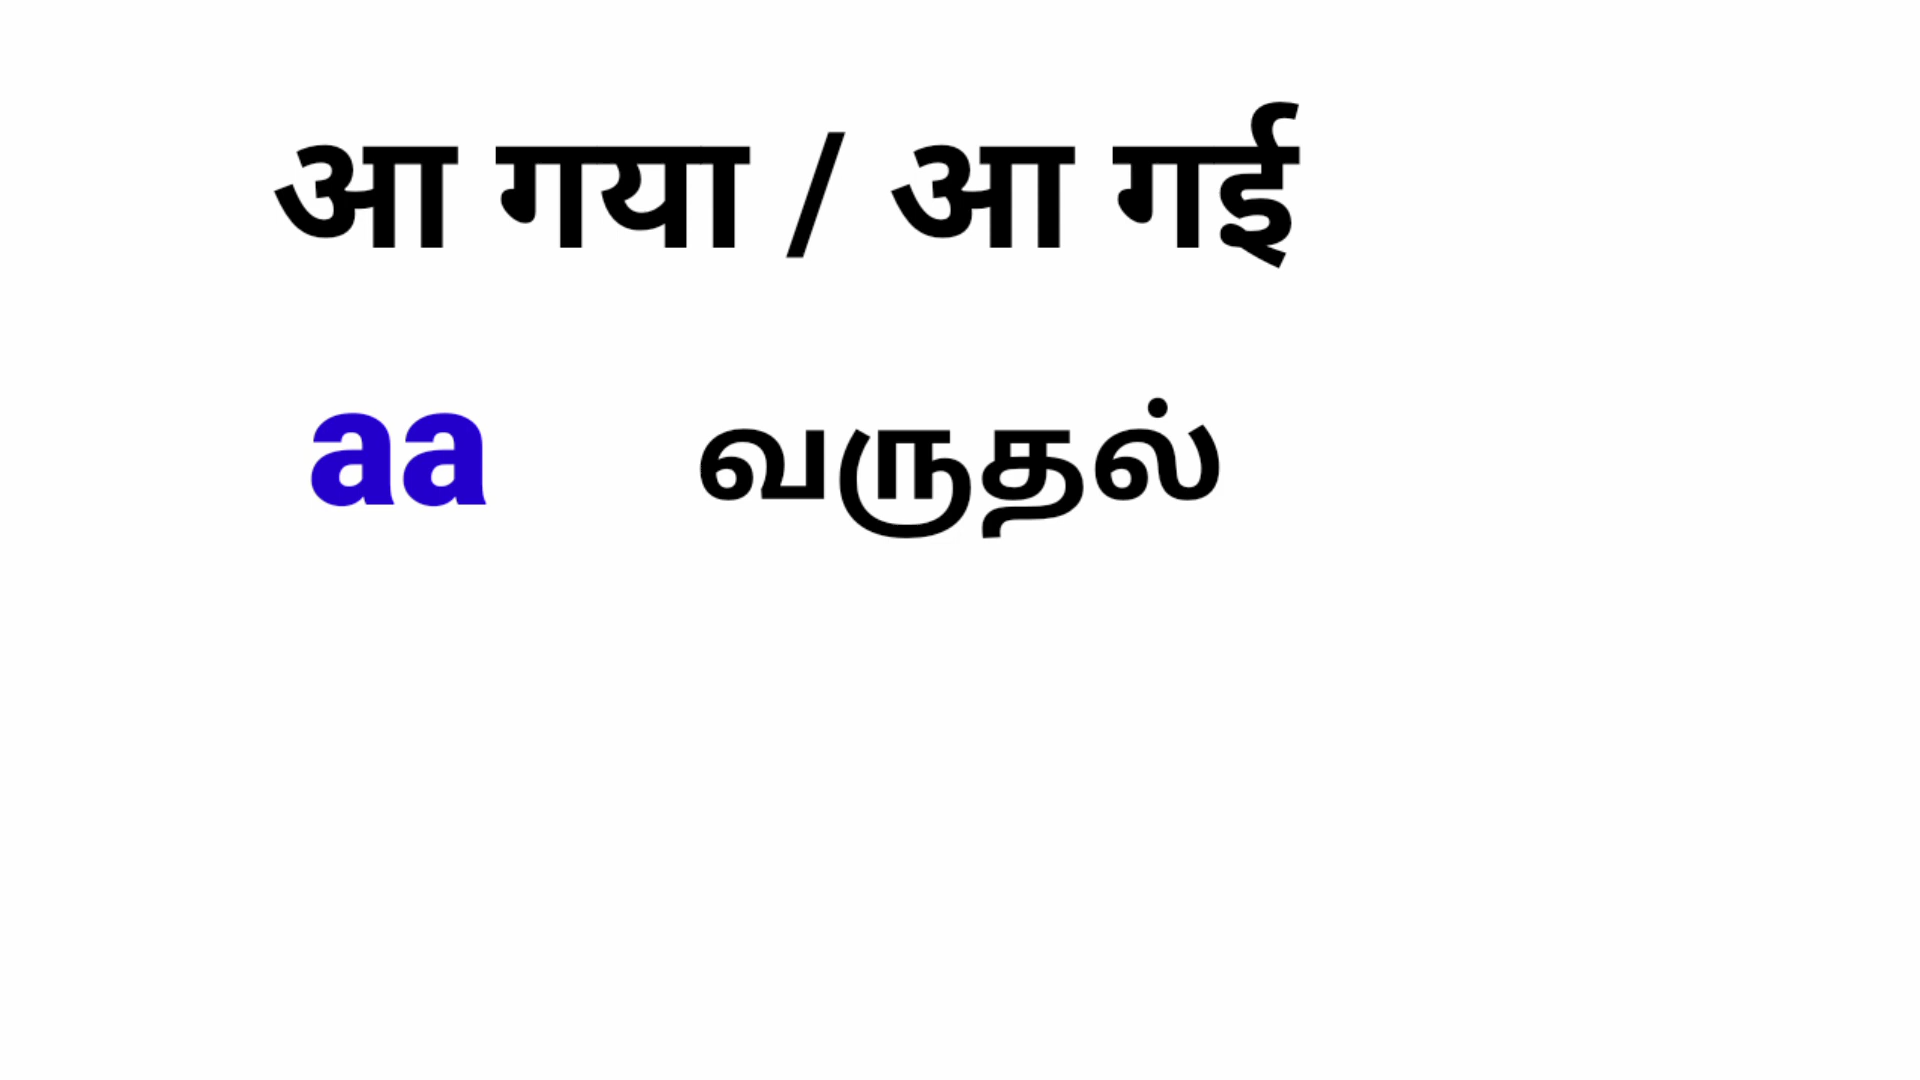 आ गया / आ गई
aa வருதல்